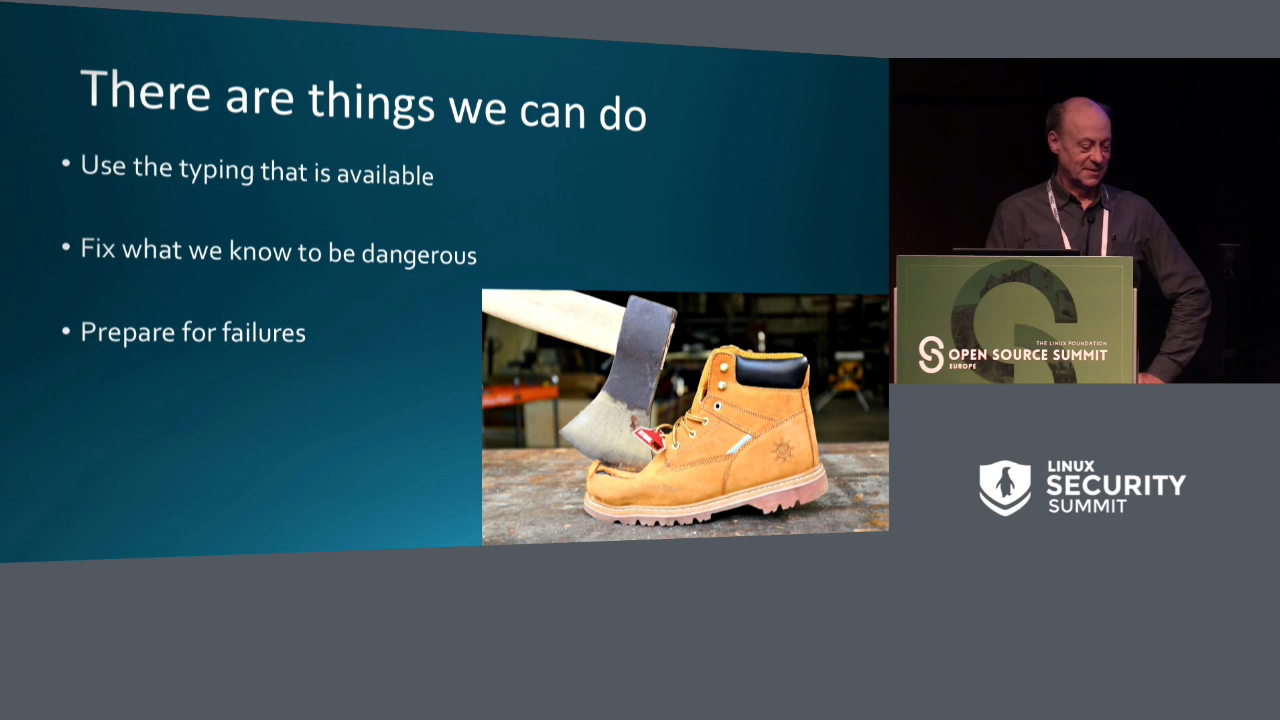 There are things we can do
• Use the typing that is available
• Fix what we know to be dangerous
• Prepare for failures
THE LINUX FOUNDATION
OPEN SOURCE SUMMIT
EUROPE
LINUX
SECURITY
SUMMIT